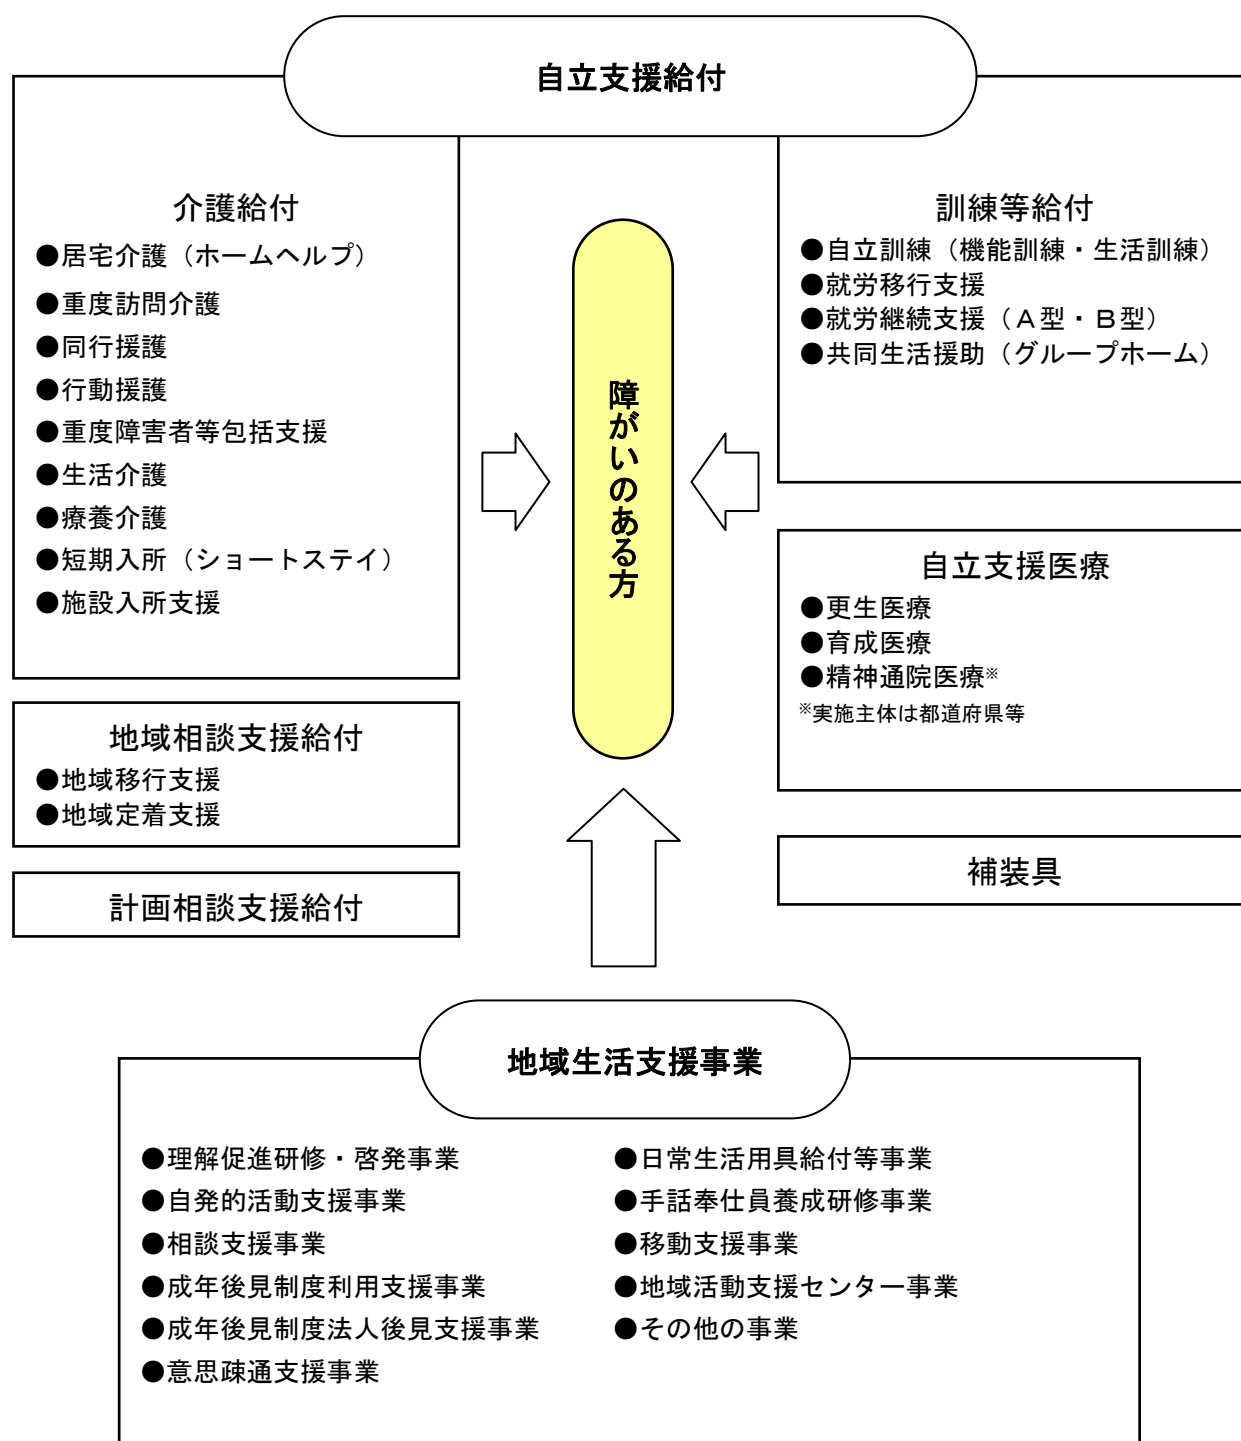 自立支援給付
介護給付
●居宅介護（ホームヘルプ）
●重度訪問介護
●同行援護
●行動援護
●重度障害者等包括支援
●生活介護
●療養介護
●短期入所（ショートステイ）
●施設入所支援
地域相談支援給付
●地域移行支援
●地域定着支援
計画相談支援給付
障がいのある方
訓練等給付
●自立訓練（機能訓練・生活訓練）
●就労移行支援
●就労継続支援（Ａ型・Ｂ型）
●共同生活援助（グループホーム）
自立支援医療
●更生医療
●育成医療
●精神通院医療※
※実施主体は都道府県等
補装具
地域生活支援事業
●理解促進研修・啓発事業
●自発的活動支援事業
●相談支援事業
●成年後見制度利用支援事業
●成年後見制度法人後見支援事業
●意思疎通支援事業
●日常生活用具給付等事業
●手話奉仕員養成研修事業
●移動支援事業
●地域活動支援センター事業
●その他の事業